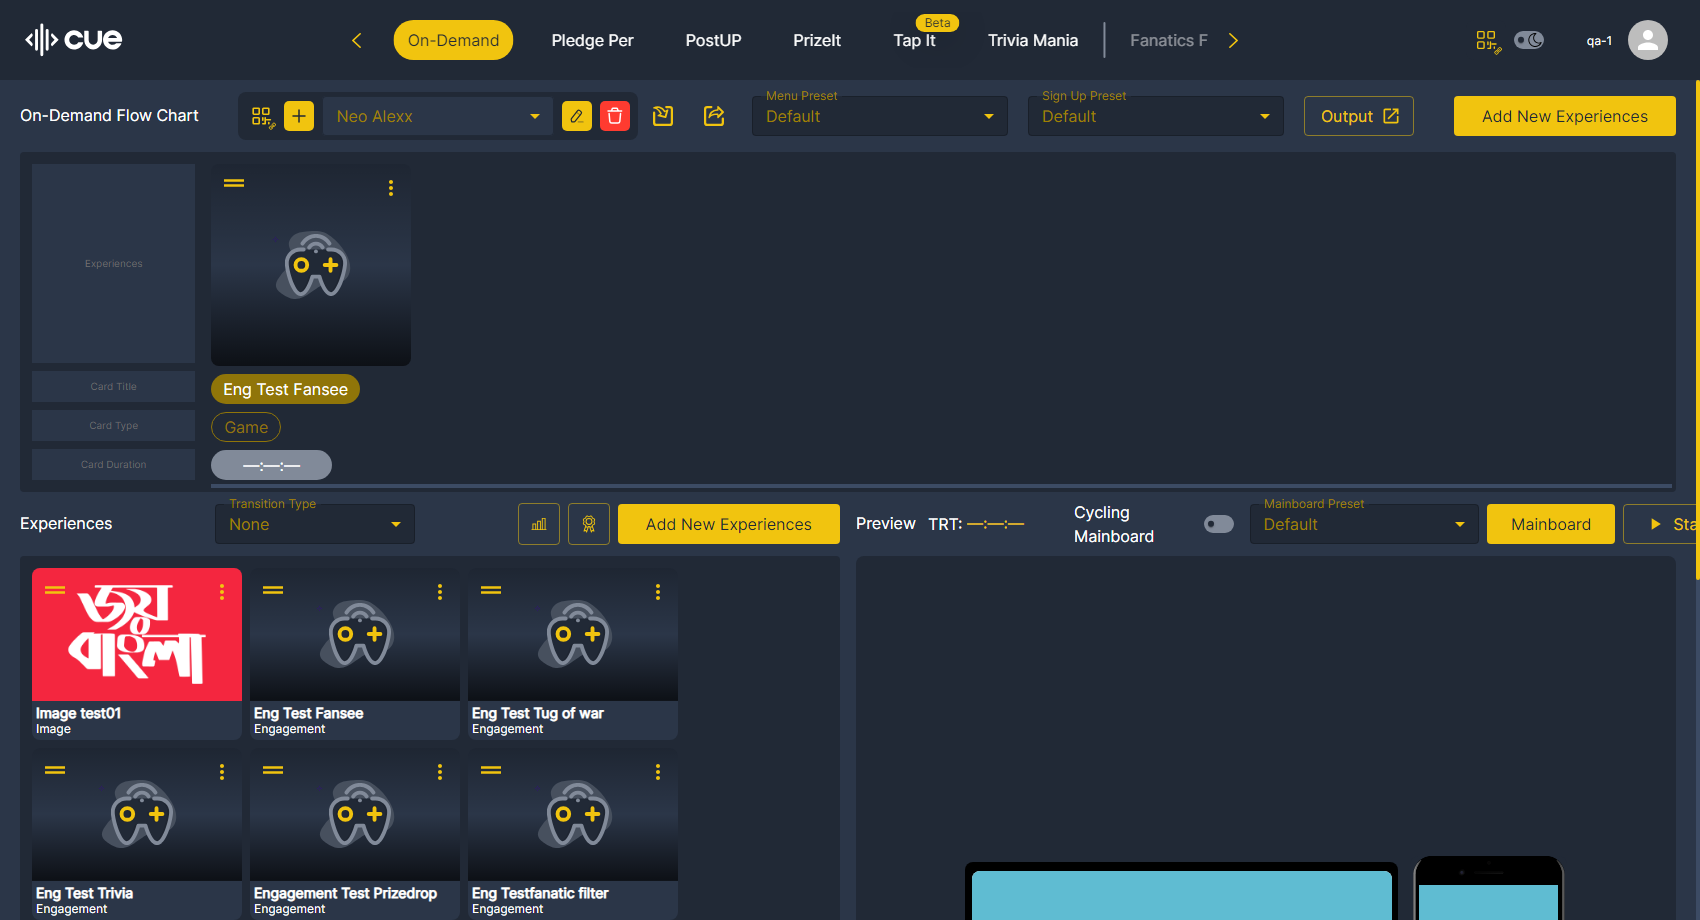 cue
On-Demand
Pledge Per
PostUP
PrizeIt
Beta
Tap It
Trivia Mania
Fanatics F
qa-1
On-Demand Flow Chart
Neo Alexx
Menu Preset
Default
Sign Up Preset
Default
Output
Add New Experiences
Experiences
Card Title
Eng Test Fansee
Card Type
Game
Card Duration
—:—:—
Experiences
Transition Type
None
Add New Experiences
Preview
TRT: —:—:—
Cycling
Mainboard
Mainboard Preset
Default
Mainboard
Sta
জয়
বাংলা
Image test01
Image
Eng Test Fansee
Engagement
Eng Test Tug of war
Engagement
Eng Test Trivia
Engagement
Engagement Test Prizedrop
Engagement
Eng Testfanatic filter
Engagement